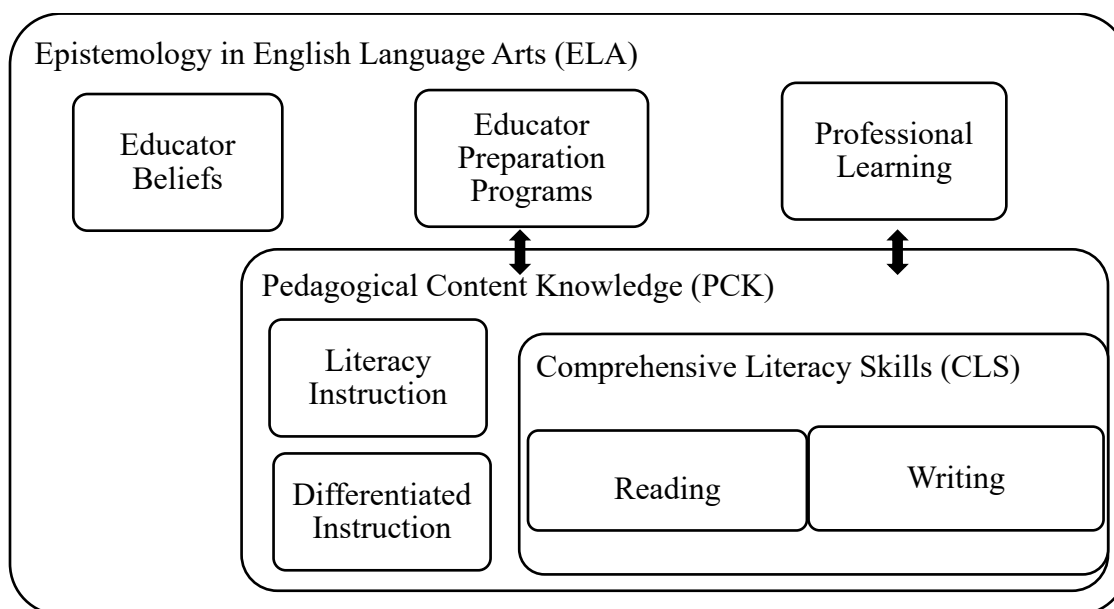 Epistemology in English Language Arts (ELA)
Educator
Beliefs
Educator
Preparation
Programs
Professional
Learning
Pedagogical Content Knowledge (PCK)
Literacy
Instruction
Differentiated
Instruction
Comprehensive Literacy Skills (CLS)
Reading
Writing